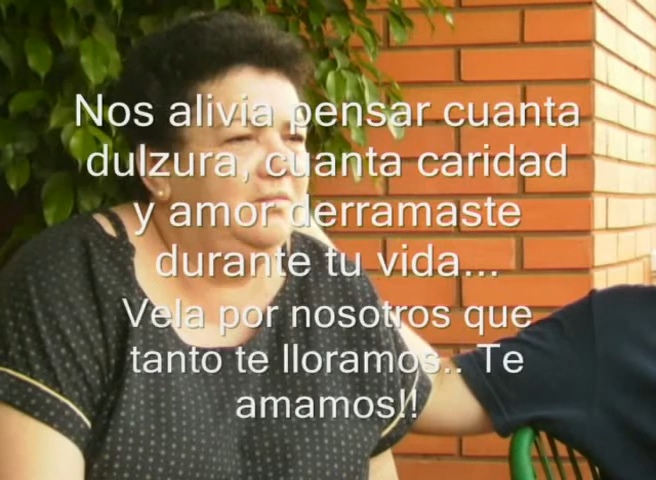 Nos alivia pensar cuanta
dulzura, cuanta caridad
y amor derramaste
durante tu vida...
Vela por nosotros que
tanto te lloramos.. Te
amamos!!